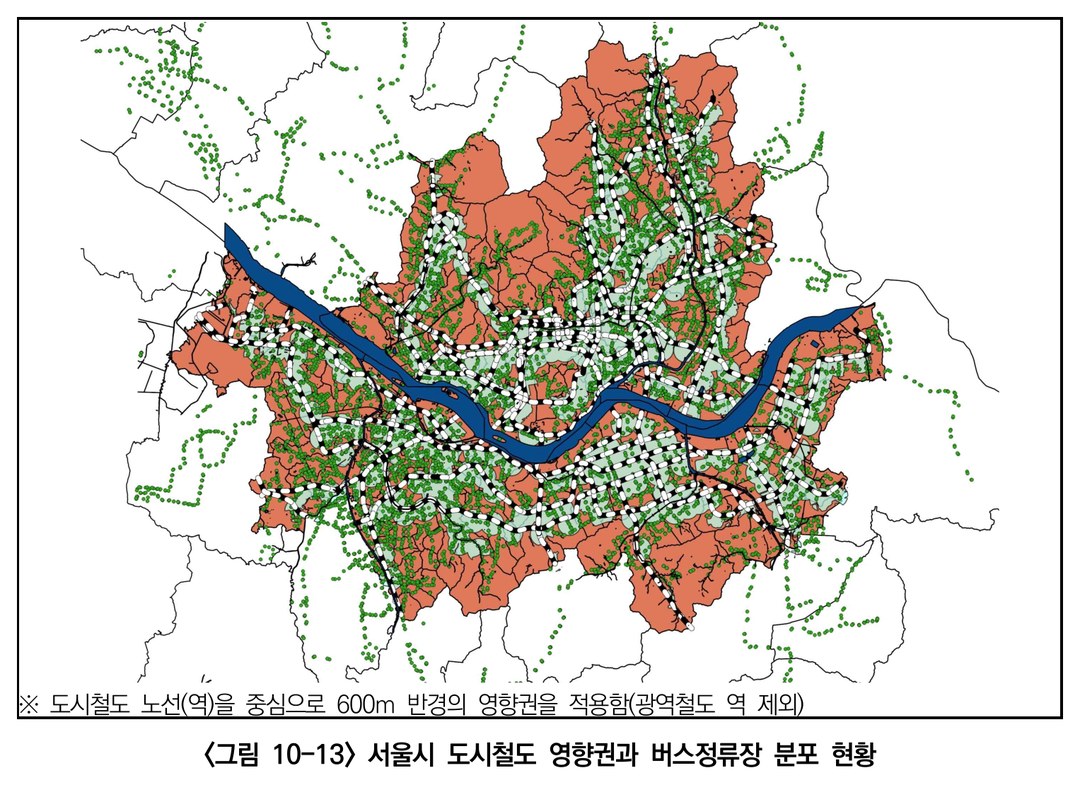 ※ 도시철도 노선(역)을 중심으로 600m 반경의 영향권을 적용함(광역철도 역 제외)
<그림 10-13> 서울시 도시철도 영향권과 버스정류장 분포 현황